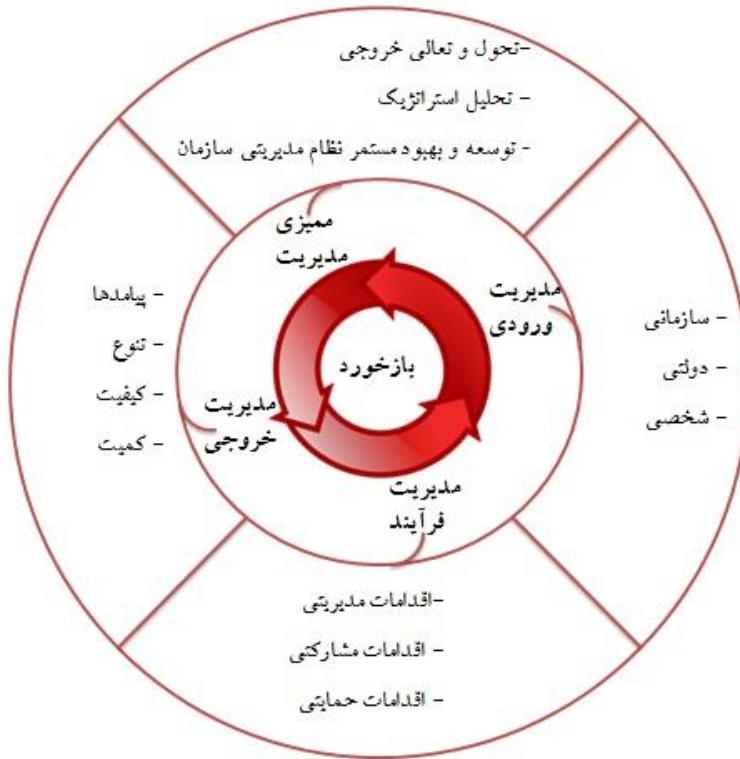 -تحول و تعالی خروجی
- تحلیل استراتژیک
- توسعه و بهبود مستمر نظام مدیریتی سازمان
ممیزی
مدیریت
مدیریت
ورودی
- سازمانی
- دولتی
- شخصی
بازخورد
- پیامدها
- تنوع
- کیفیت
- کمیت
مدیریت
خروجی
مدیریت
فرآیند
-اقدامات مدیریتی
- اقدامات مشارکتی
- اقدامات حمایتی